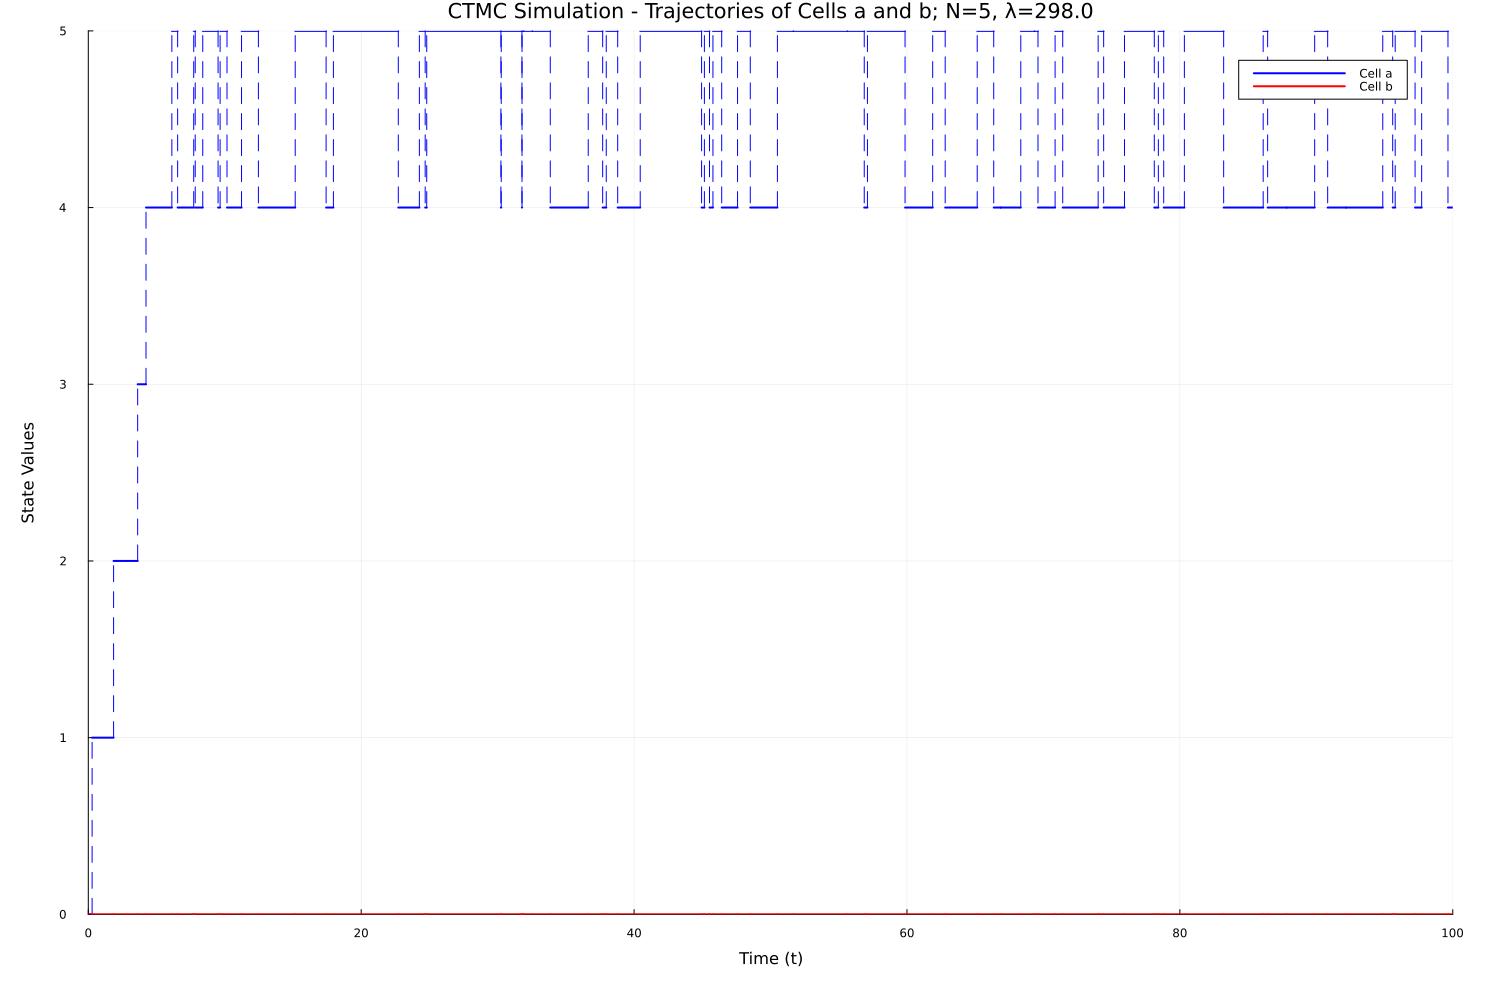 CTMC Simulation - Trajectories of Cells a and b; N=5, λ=298.0
5
Cell a
Cell b
4
3
State Values
2
1
0
0 20 40 60 80 100
Time (t)